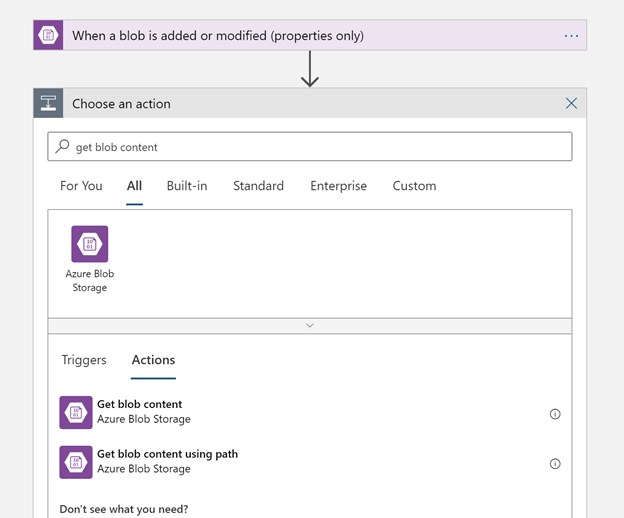 When a blob is added or modified (properties only)
Choose an action
get blob content
For You All Built-in Standard Enterprise Custom
Azure Blob
Storage
Triggers Actions
Get blob content
Azure Blob Storage
Get blob content using path
Azure Blob Storage
Don't see what you need?